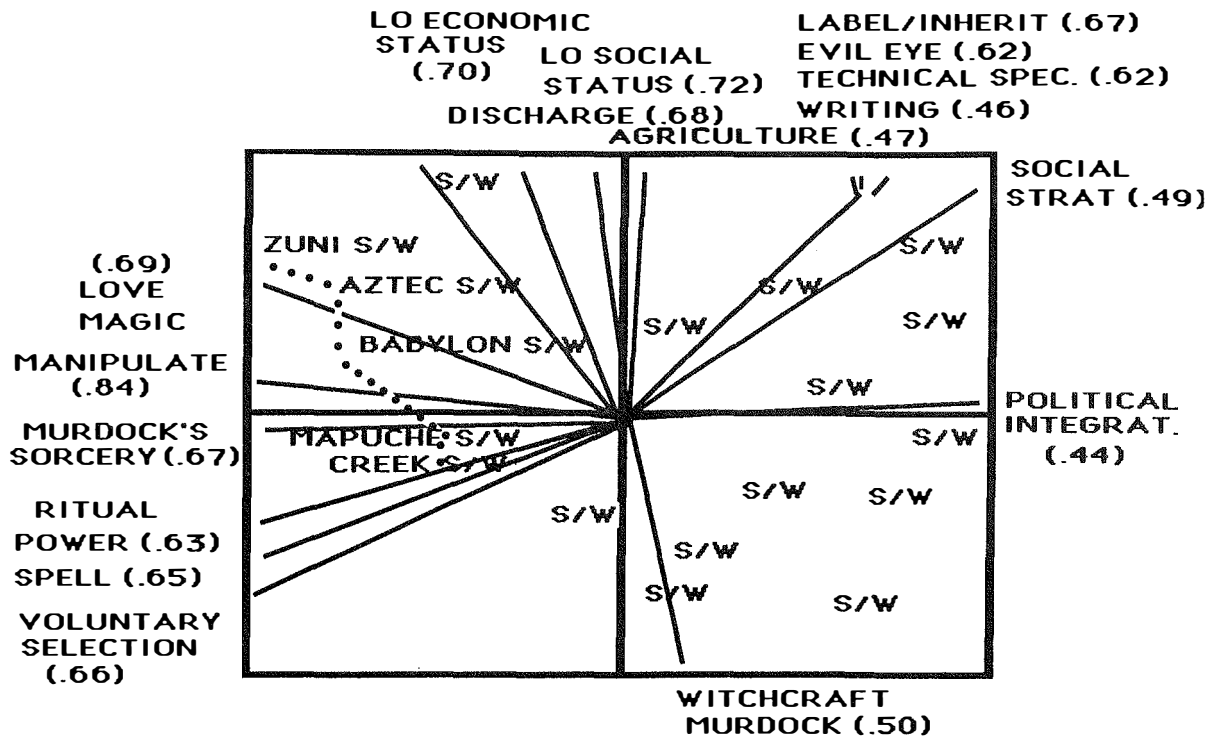 LO ECONOMIC
STATUS
(.70)
LO SOCIAL
STATUS (.72)
DISCHARGE (.68)
AGRICULTURE (.47)
LABEL/INHERIT (.67)
EVIL EYE (.62)
TECHNICAL SPEC. (.62)
WRITING (.46)
SOCIAL
STRAT (.49)
S/W
ZUNI S/W
S/W
(.69)
LOVE
MAGIC
AZTEC S/W
S/W
S/W
S/W
BABYLON S/W
MANIPULATE
(.84)
S/W
POLITICAL
INTEGRAT.
(.44)
MURDOCK'S
SORCERY (.67)
MAPUCHE S/W
S/W
CREEK S/W
S/W
S/W
RITUAL
POWER (.63)
S/W
S/W
SPELL (.65)
S/W
S/W
VOLUNTARY
SELECTION
(.66)
WITCHCRAFT
MURDOCK (.50)